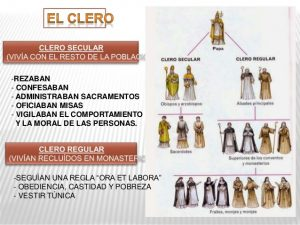 EL CLERO
CLERO SECULAR
(VIVÍA CON EL RESTO DE LA POBLACI
-REZABAN
- CONFESABAN
- ADMINISTRABAN SACRAMENTOS
- OFICIABAN MISAS
- VIGILABAN EL COMPORTAMIENTO
Y LA MORAL DE LAS PERSONAS.
CLERO REGULAR
(VIVÍAN RECLUÍDOS EN MONASTERI
-SEGUÍAN UNA REGLA "ORA ET LABORA"
- OBEDIENCIA, CASTIDAD Y POBREZA
- VESTIR TÚNICA
Papa
CLERO SECULAR
CLERO REGULAR
Obispos y arzobispos
Abades principales
Sacerdotes
Superiores de los conventos
y monasterios
Frailes, monjes y monjas